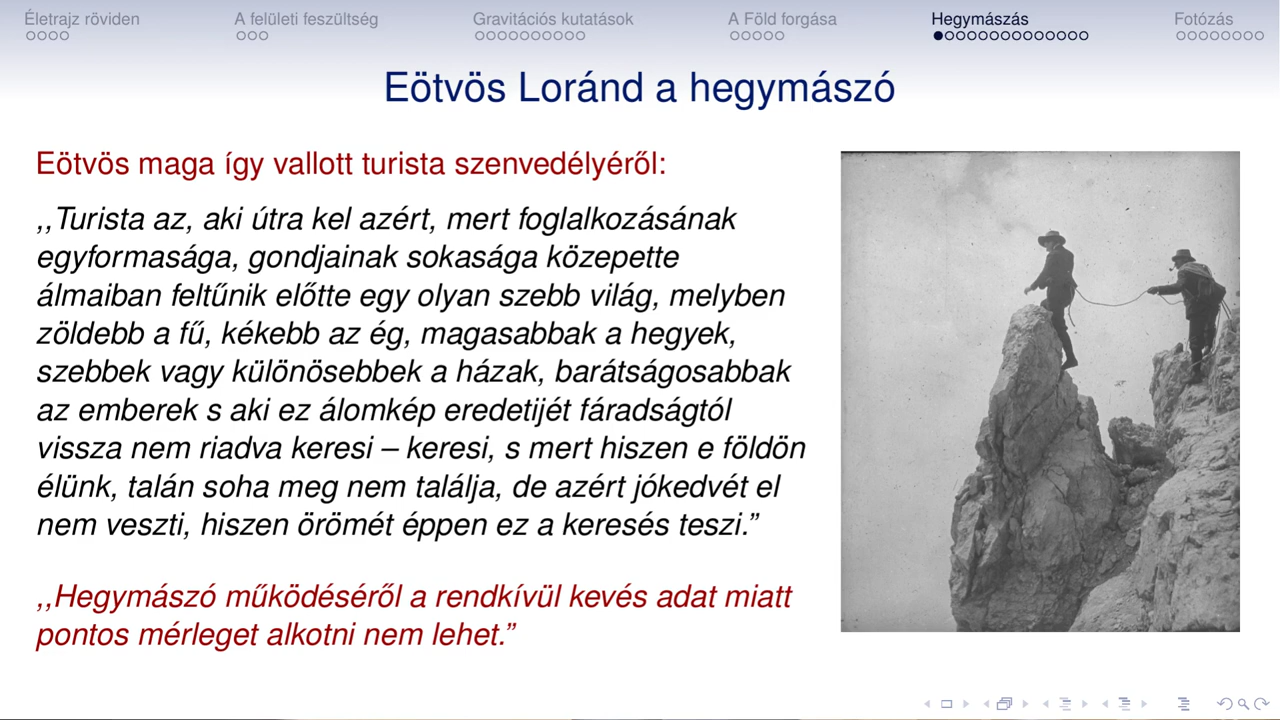 Életrajz röviden
A felületi feszültség
Gravitációs kutatások
A Föld forgása
Hegymászás
Fotózás
Eötvös Loránd a hegymászó
Eötvös maga így vallott turista szenvedélyéről:
,,Turista az, aki útra kel azért, mert foglalkozásának
egyformasága, gondjainak sokasága közepette
álmaiban feltűnik előtte egy olyan szebb világ, melyben
zöldebb a fű, kékebb az ég, magasabbak a hegyek,
szebbek vagy különösebbek a házak, barátságosabbak
az emberek s aki ez álomkép eredetijét fáradságtól
vissza nem riadva keresi – keresi, s mert hiszen e földön
élünk, talán soha meg nem találja, de azért jókedvét el
nem veszti, hiszen örömét éppen ez a keresés teszi.”
,,Hegymászó működéséről a rendkívül kevés adat miatt
pontos mérleget alkotni nem lehet.”